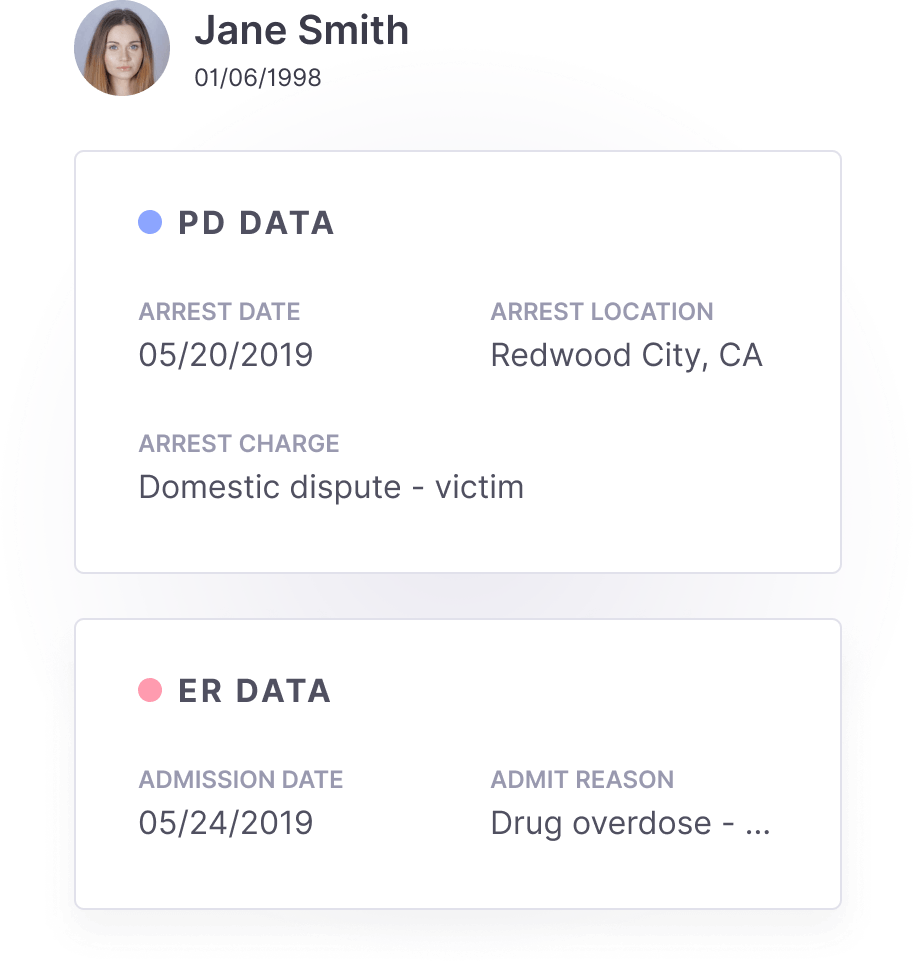 Jane Smith
01/06/1998
PD DATA
ARREST DATE
05/20/2019
ARREST LOCATION
Redwood City, CA
ARREST CHARGE
Domestic dispute - victim
ER DATA
ADMISSION DATE
05/24/2019
ADMIT REASON
Drug overdose - ...